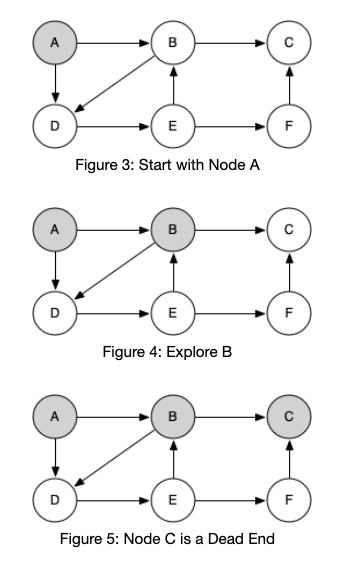 A B C
D E F
Figure 3: Start with Node A
A B C
D E F
Figure 4: Explore B
A B C
D E F
Figure 5: Node C is a Dead End